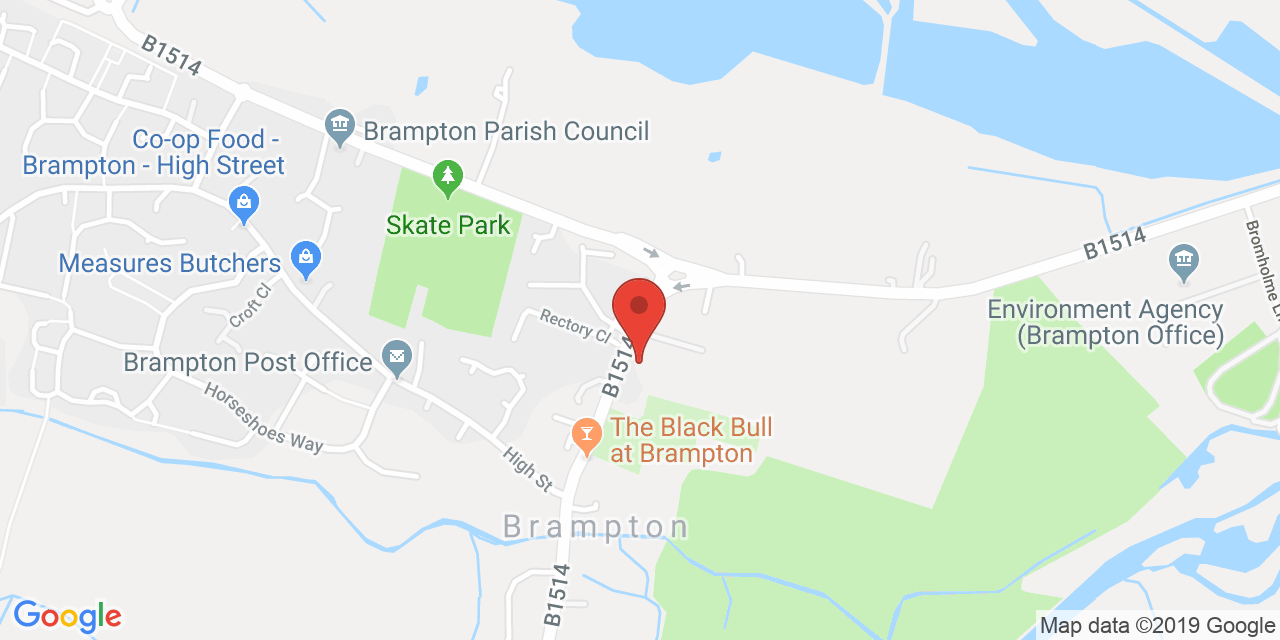 B1514
Brampton Parish Council
Co-op Food -
Brampton - High Street
Skate Park
Measures Butchers
B1514
Environment Agency
(Brampton Office)
Bromholme Ln
Croft Cl
Rectory Cl
Brampton Post Office
B1514
Horseshoes Way
The Black Bull
at Brampton
High St
Brampton
B1514
Google
Map data ©2019 Google